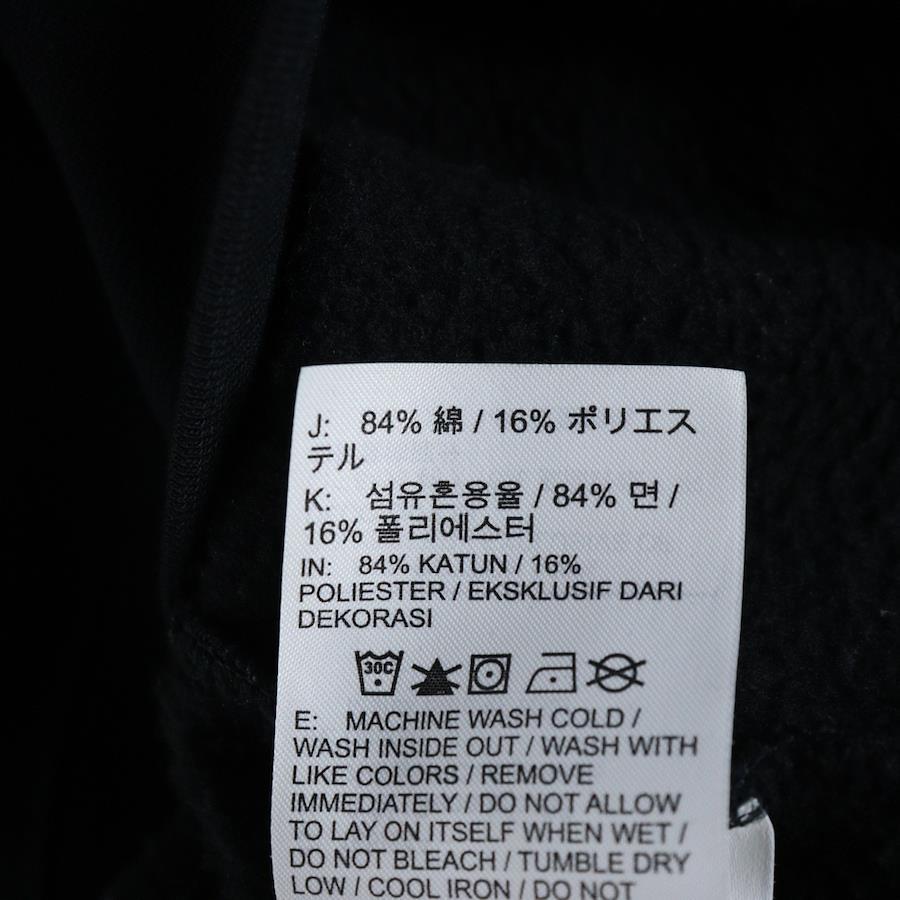 J: 84% 綿 / 16% ポリエス
テル
K: 섬유혼용율 / 84% 면 /
16% 폴리에스터
IN: 84% KATUN / 16%
POLIESTER / EKSKLUSIF DARI
DEKORASI
30C
E: MACHINE WASH COLD /
WASH INSIDE OUT / WASH WITH
LIKE COLORS / REMOVE
IMMEDIATELY / DO NOT ALLOW
TO LAY ON ITSELF WHEN WET /
DO NOT BLEACH / TUMBLE DRY
LOW / COOL IRON / DO NOT